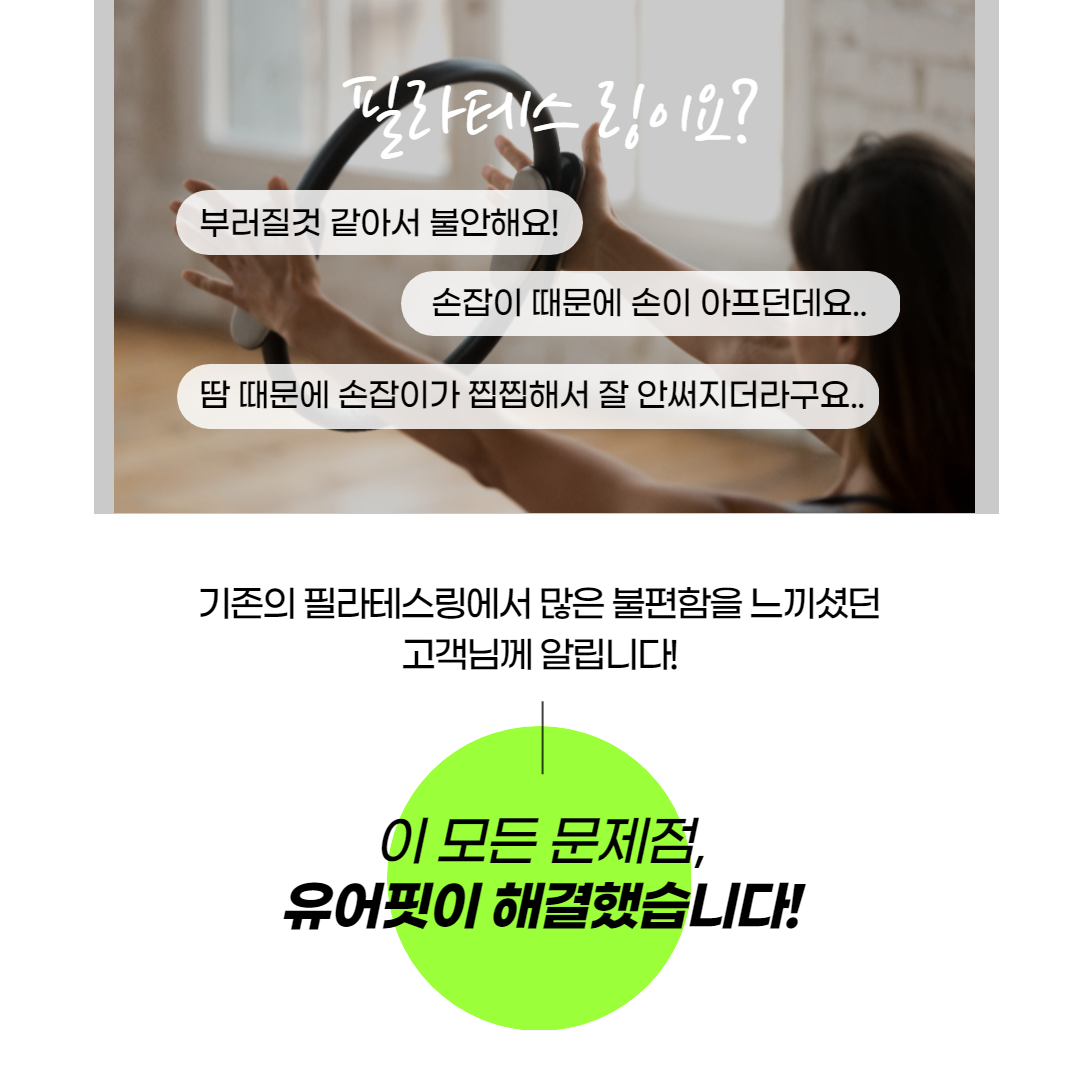 필라테스 링이요?
부러질것 같아서 불안해요!
손잡이 때문에 손이 아프던데요..
땀 때문에 손잡이가 찝찝해서 잘 안써지더라구요..
기존의 필라테스링에서 많은 불편함을 느끼셨던
고객님께 알립니다!
이 모든 문제점,
유어핏이 해결했습니다!